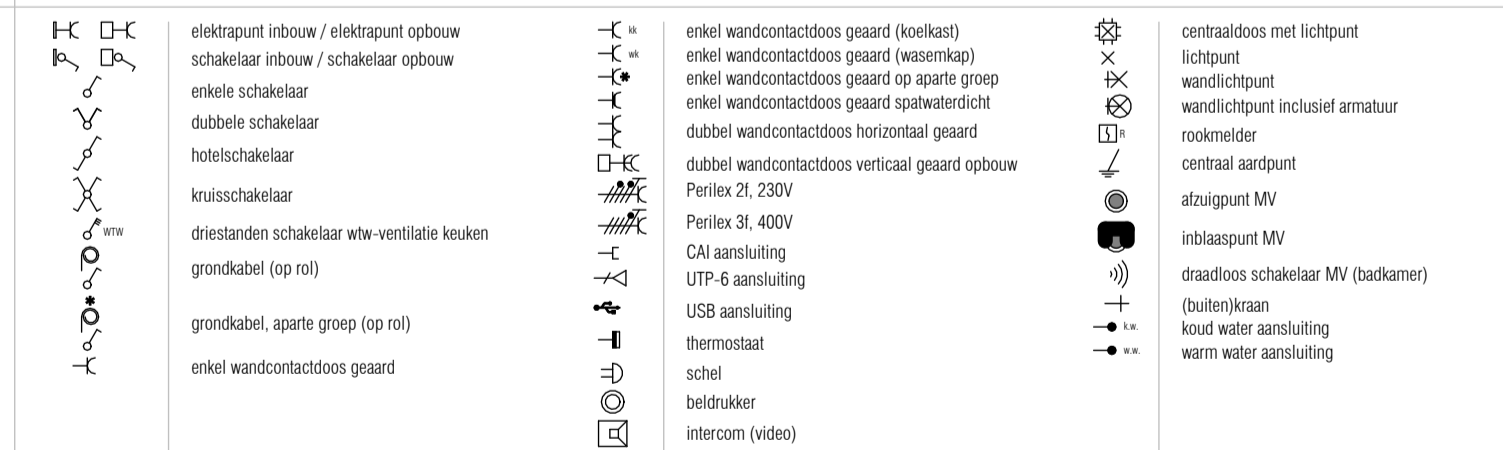 elektrapunt inbouw / elektrapunt opbouw
schakelaar inbouw / schakelaar opbouw
enkele schakelaar
dubbele schakelaar
hotelschakelaar
kruisschakelaar
WTW driestanden schakelaar wtw-ventilatie keuken
grondkabel (op rol)
grondkabel, aparte groep (op rol)
enkel wandcontactdoos geaard
kk enkel wandcontactdoos geaard (koelkast)
wk enkel wandcontactdoos geaard (wasemkap)
enkel wandcontactdoos geaard op aparte groep
enkel wandcontactdoos geaard spatwaterdicht
dubbel wandcontactdoos horizontaal geaard
dubbel wandcontactdoos verticaal geaard opbouw
Perilex 2f, 230V
Perilex 3f, 400V
CAI aansluiting
UTP-6 aansluiting
USB aansluiting
thermostaat
schel
beldrukker
intercom (video)
centraaldoos met lichtpunt
lichtpunt
wandlichtpunt
wandlichtpunt inclusief armatuur
R rookmelder
centraal aardpunt
afzuigpunt MV
inblaaspunt MV
draadloos schakelaar MV (badkamer)
(buiten)kraan
k.w. koud water aansluiting
w.w. warm water aansluiting